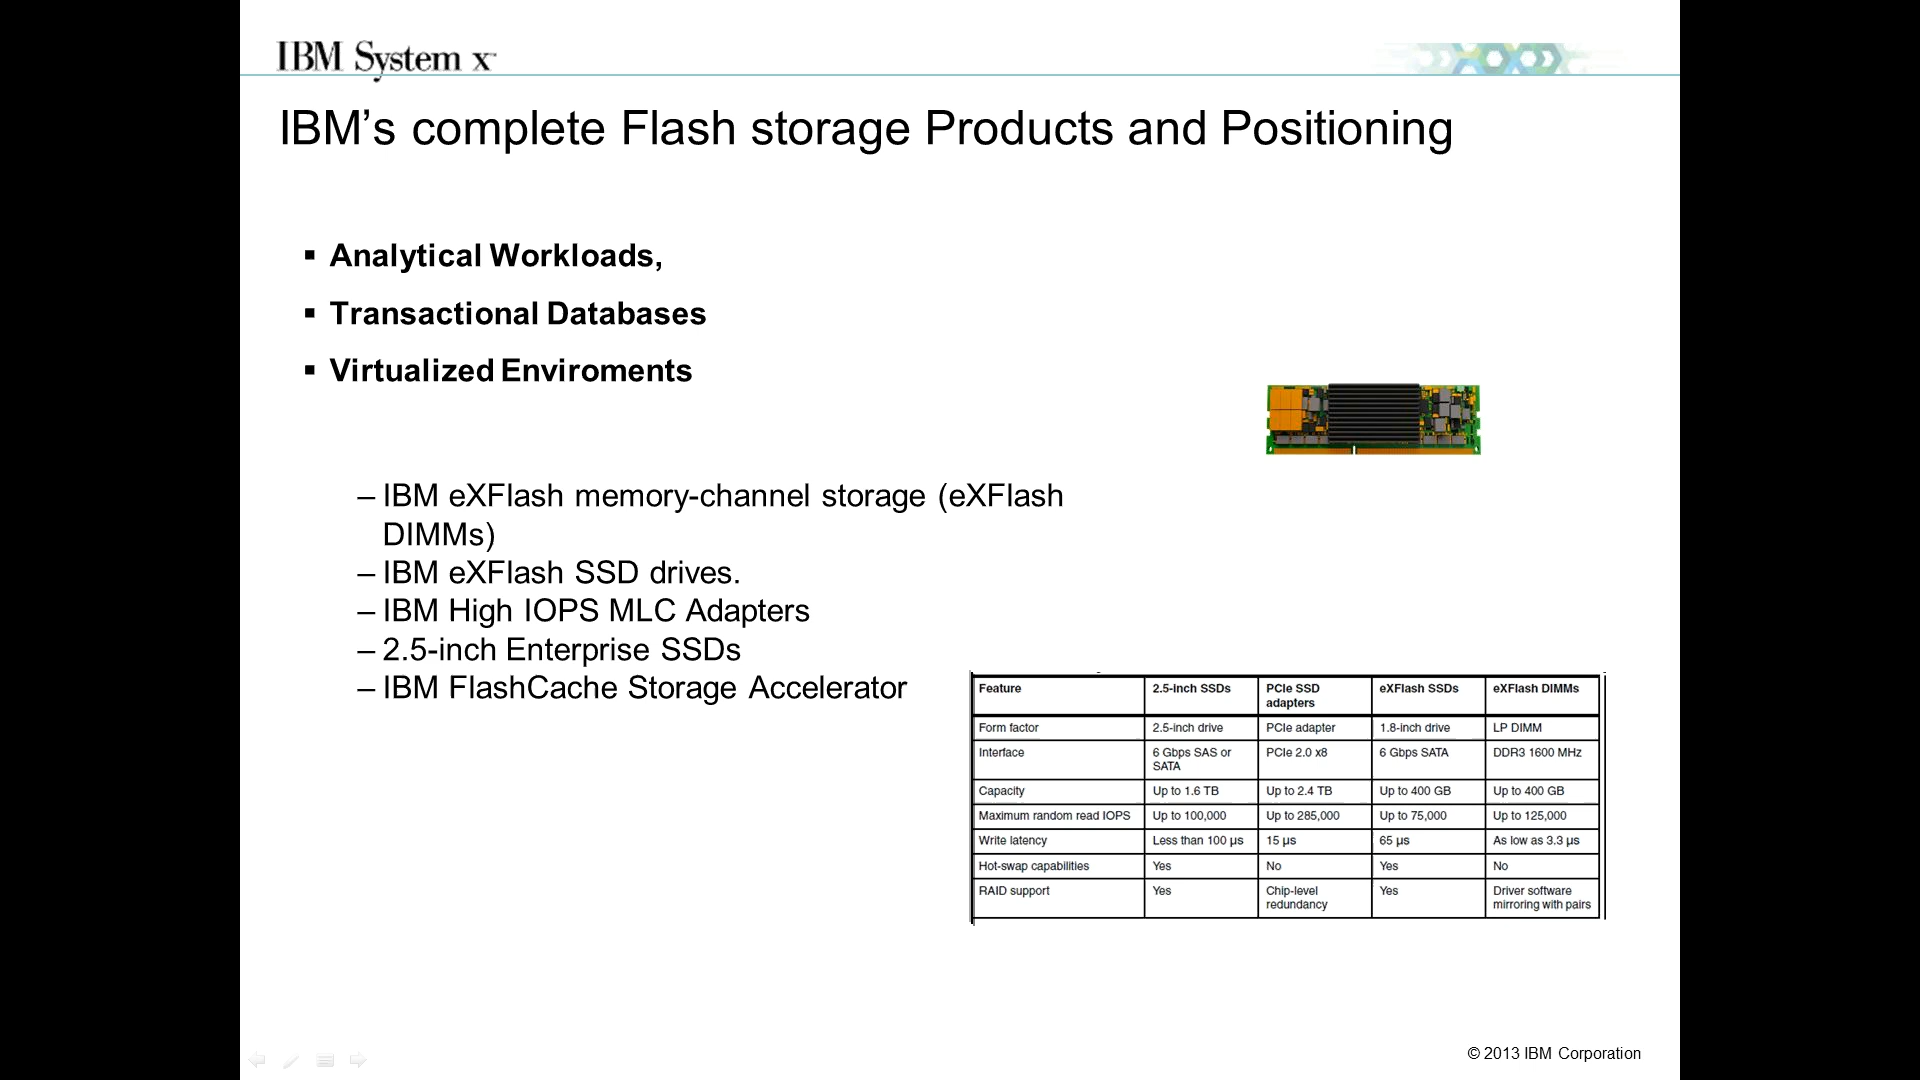 IBM System x
IBM’s complete Flash storage Products and Positioning
▪ Analytical Workloads,
▪ Transactional Databases
▪ Virtualized Enviroments
– IBM eXFlash memory-channel storage (eXFlash
DIMMs)
– IBM eXFlash SSD drives.
– IBM High IOPS MLC Adapters
– 2.5-inch Enterprise SSDs
– IBM FlashCache Storage Accelerator
Feature 2.5-inch SSDs PCIe SSD adapters eXFlash SSDs eXFlash DIMMs
Form factor 2.5-inch drive PCIe adapter 1.8-inch drive LP DIMM
Interface 6 Gbps SAS or SATA PCIe 2.0 x8 6 Gbps SATA DDR3 1600 MHz
Capacity Up to 1.6 TB Up to 2.4 TB Up to 400 GB Up to 400 GB
Maximum random read IOPS Up to 100,000 Up to 285,000 Up to 75,000 Up to 125,000
Write latency Less than 100 µs 15 µs 65 µs As low as 3.3 µs
Hot-swap capabilities Yes No Yes No
RAID support Yes Chip-level redundancy Yes Driver software mirroring with pairs
© 2013 IBM Corporation